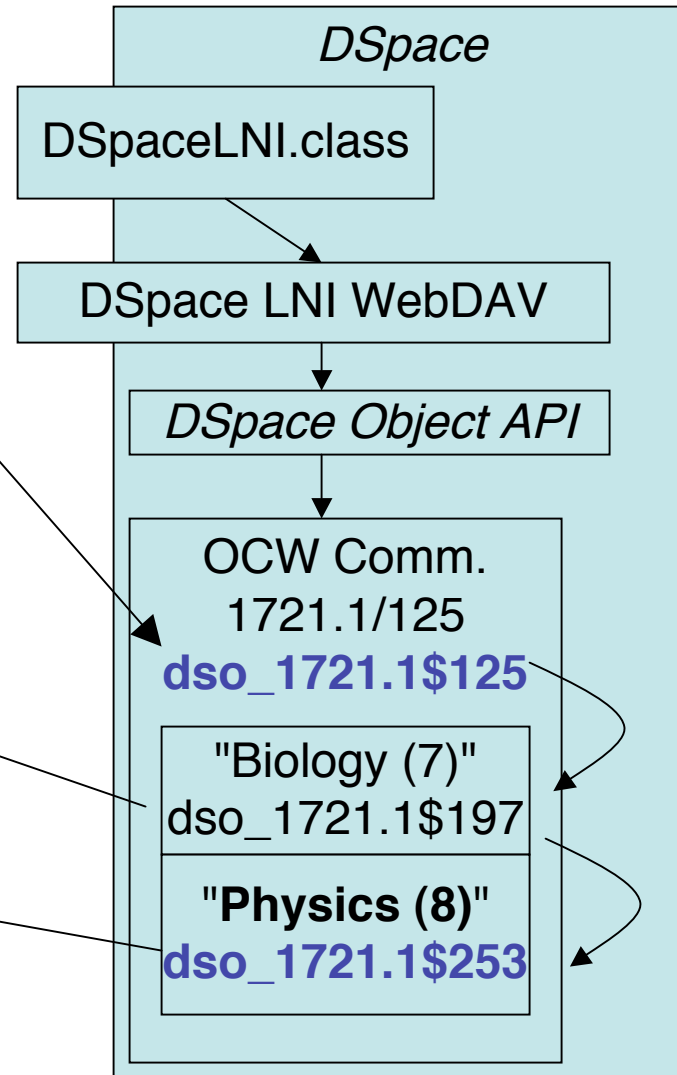 DSpace
DSpaceLNI.class
DSpace LNI WebDAV
DSpace Object API
OCW Comm.
1721.1/125
dso_1721.1$125
"Biology (7)"
dso_1721.1$197
"Physics (8)"
dso_1721.1$253